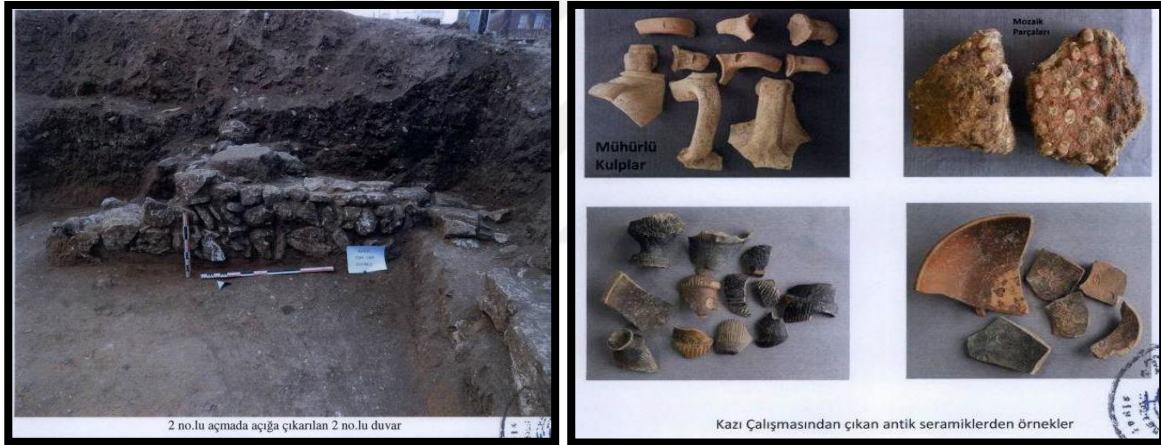 2 no.lu açmada açığa çıkarılan 2 no.lu duvar
Mühürlü
Kulplar
Mozaik
Parçaları
Kazı Çalışmasından çıkan antik seramiklerden örnekler